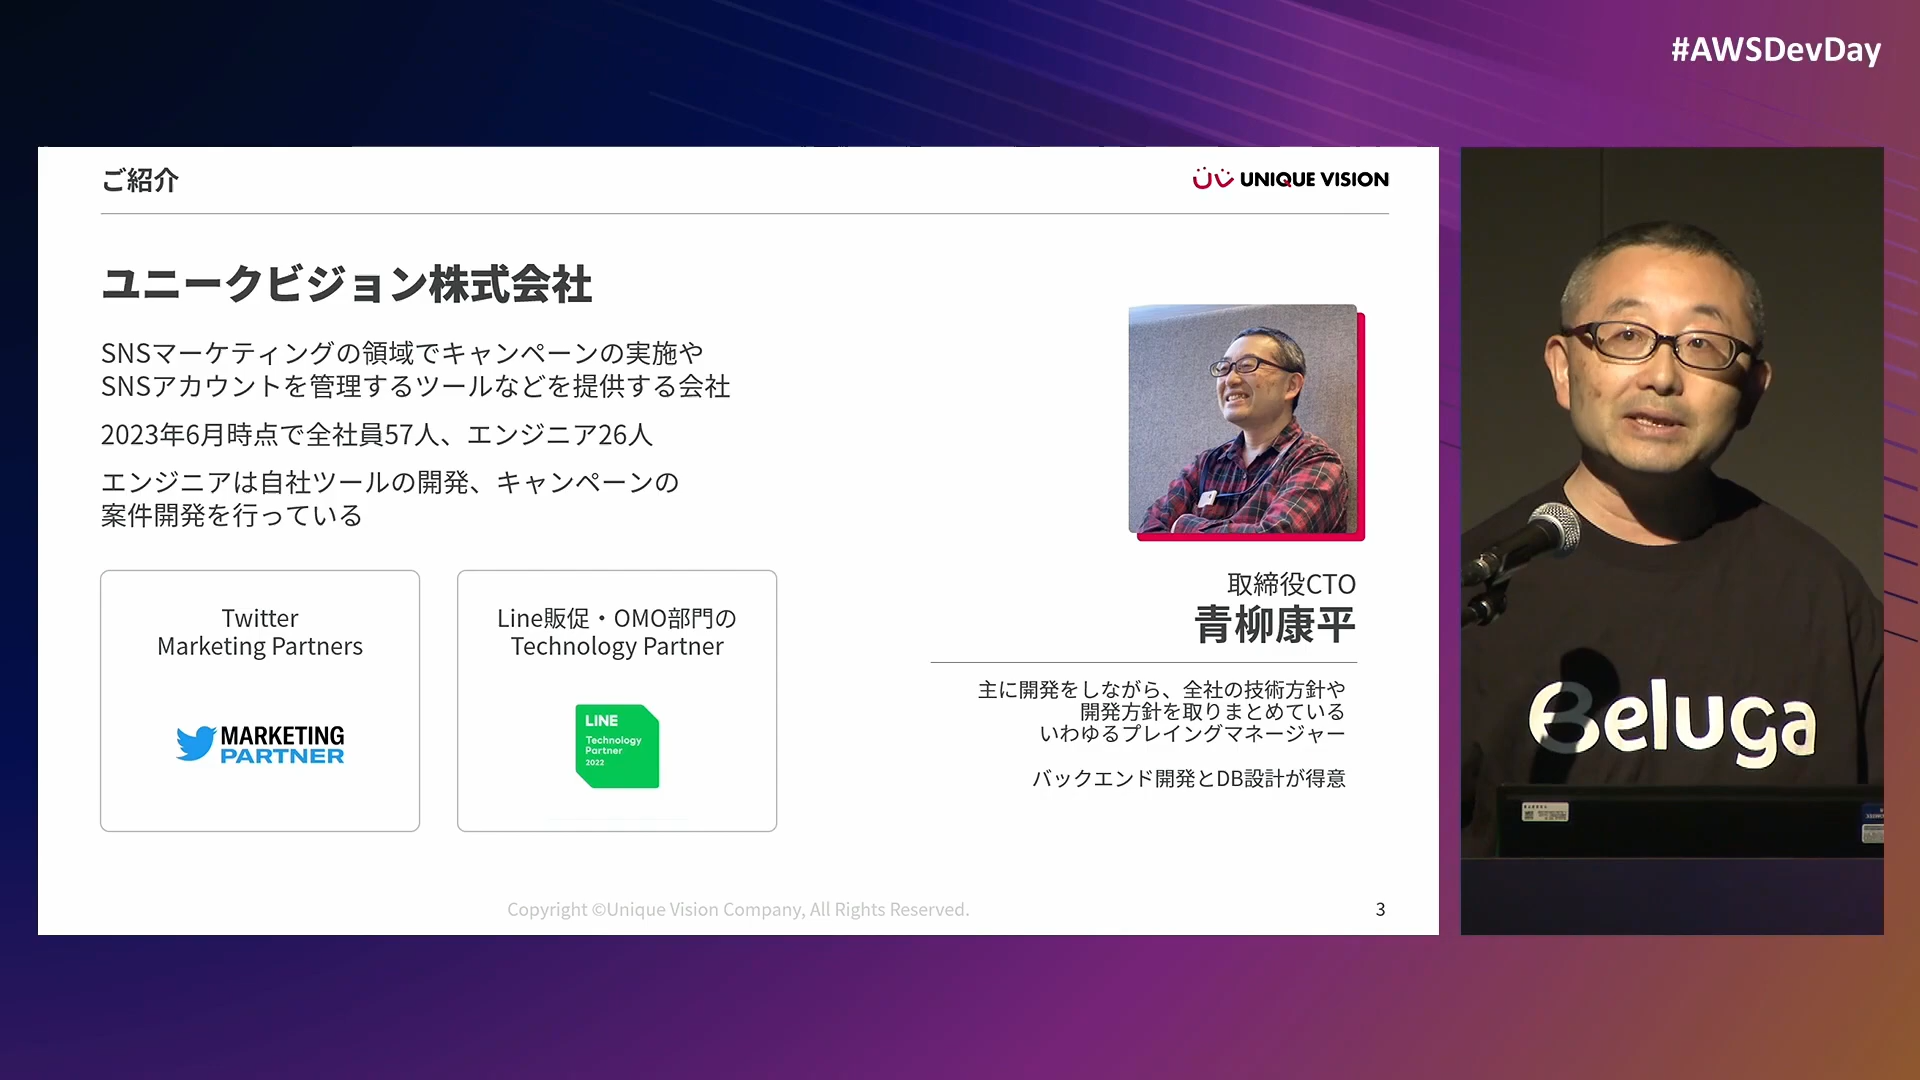 #AWSDevDay
ご紹介
UNIQUE VISION
ユニークビジョン株式会社
SNSマーケティングの領域でキャンペーンの実施や
SNSアカウントを管理するツールなどを提供する会社
2023年6月時点で全社員57人、エンジニア26人
エンジニアは自社ツールの開発、キャンペーンの
案件開発を行っている
Twitter
Marketing Partners
MARKETING
PARTNER
Line販促・OMO部門の
Technology Partner
LINE
Technology
Partner
2022
取締役CTO
青柳康平
主に開発をしながら、全社の技術方針や
開発方針を取りまとめている
いわゆるプレイングマネージャー
バックエンド開発とDB設計が得意
Copyright ©Unique Vision Company, All Rights Reserved.
3
Beluga